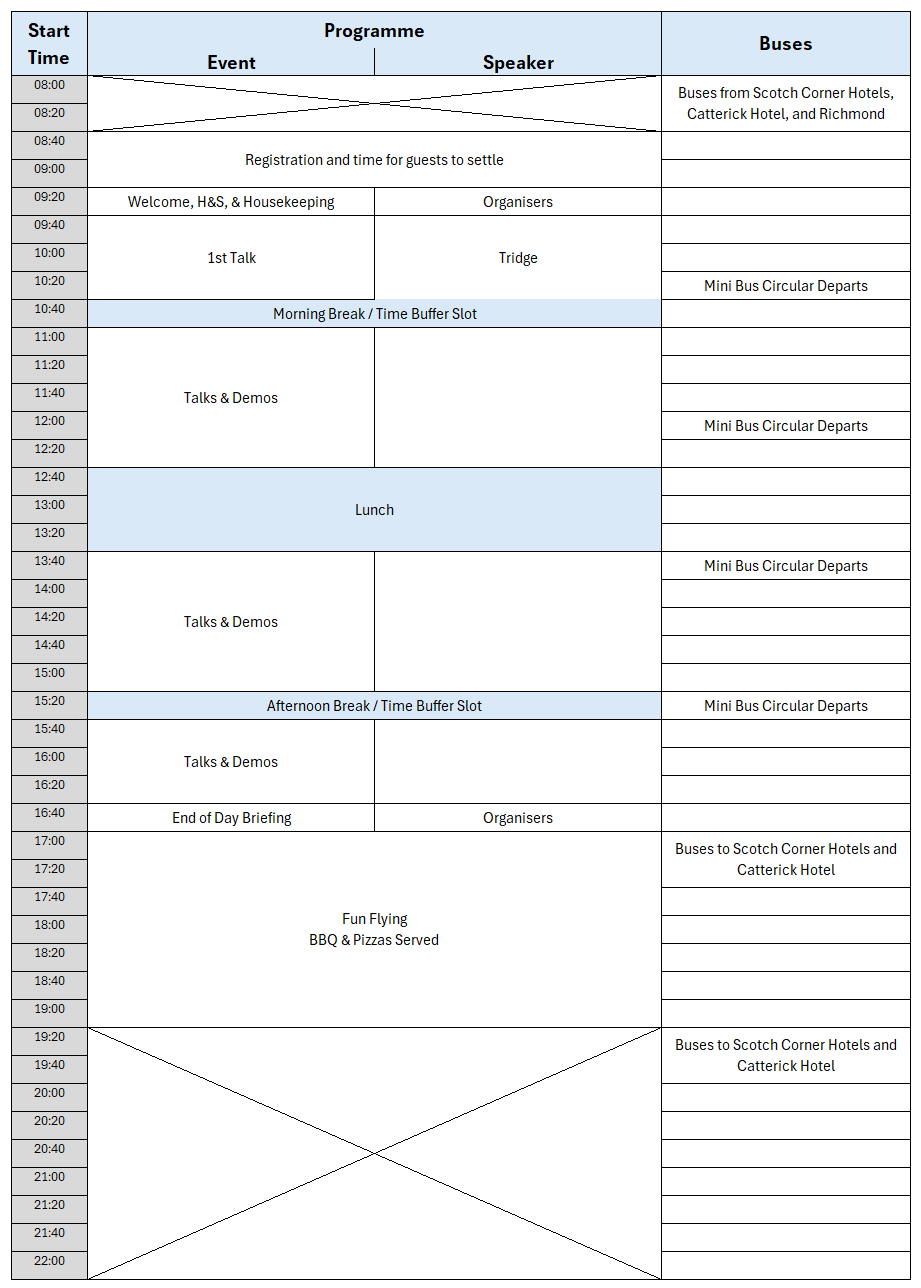 Start Time
Programme
Buses
Event
Speaker
08:00
Buses from Scotch Corner Hotels,
08:20
Catterick Hotel, and Richmond
08:40
Registration and time for guests to settle
09:00
09:20
Welcome, H&S, & Housekeeping
Organisers
09:40
10:00
1st Talk
Tridge
10:20
Mini Bus Circular Departs
10:40
Morning Break / Time Buffer Slot
11:00
11:20
11:40
Talks & Demos
12:00
Mini Bus Circular Departs
12:20
12:40
13:00
Lunch
13:20
13:40
Mini Bus Circular Departs
14:00
14:20
Talks & Demos
14:40
15:00
15:20
Afternoon Break / Time Buffer Slot
Mini Bus Circular Departs
15:40
16:00
Talks & Demos
16:20
16:40
End of Day Briefing
Organisers
17:00
Buses to Scotch Corner Hotels and
17:20
Catterick Hotel
17:40
18:00
Fun Flying
BBQ & Pizzas Served
18:20
18:40
19:00
19:20
Buses to Scotch Corner Hotels and
19:40
Catterick Hotel
20:00
20:20
20:40
21:00
21:20
21:40
22:00